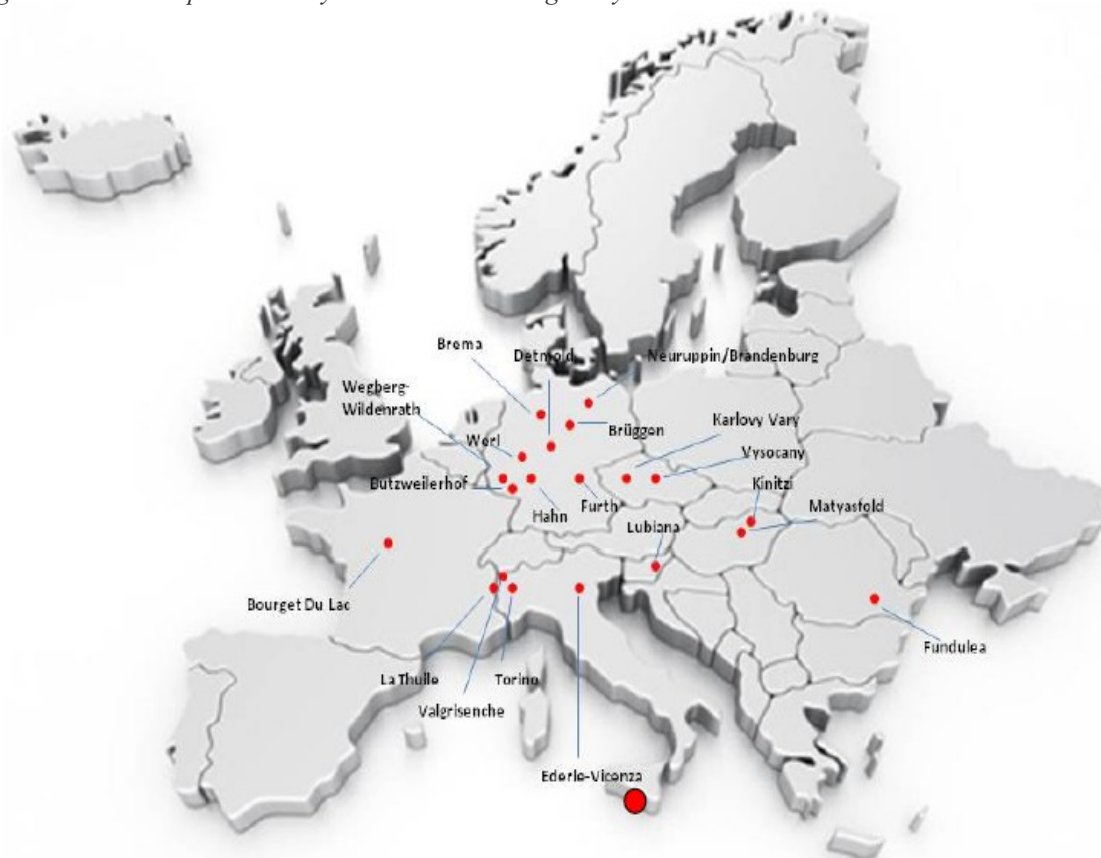 Brema
Detmold
Neuruppin/Brandenburg
Wegberg-
Wildenrath
Karlovy Vary
Brüggen
Werl
Vysocany
Butzweilerhof
Kinitzi
Furth
Matyasfold
Hahn
Lubiana
Bourget Du Lac
Fundulea
La Thuile
Torino
Valgrisenche
Ederle-Vicenza